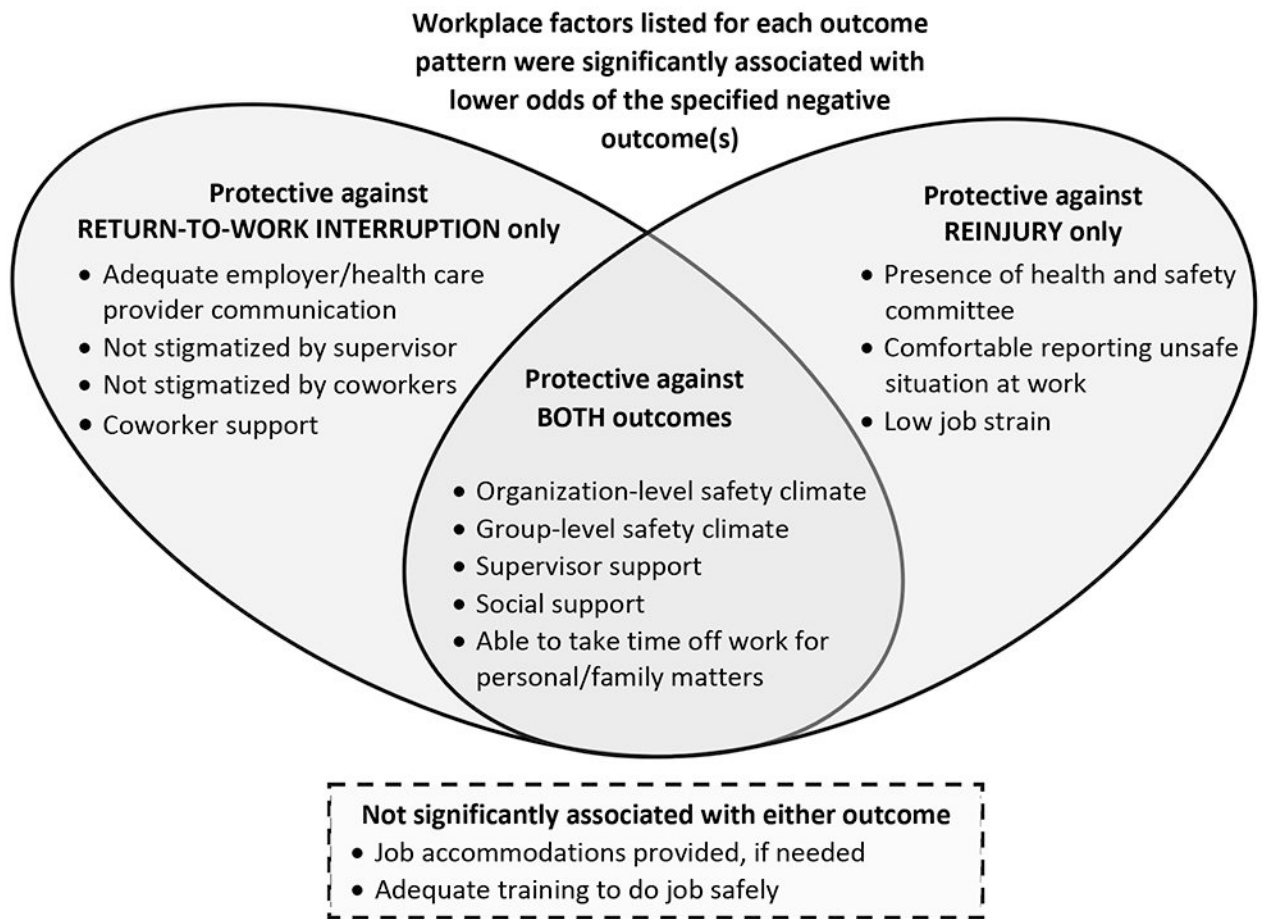 Workplace factors listed for each outcome
pattern were significantly associated with
lower odds of the specified negative
outcome(s)
Protective against
RETURN-TO-WORK INTERRUPTION only
• Adequate employer/health care
provider communication
• Not stigmatized by supervisor
• Not stigmatized by coworkers
• Coworker support
Protective against
BOTH outcomes
• Organization-level safety climate
• Group-level safety climate
• Supervisor support
• Social support
• Able to take time off work for
personal/family matters
Protective against
REINJURY only
• Presence of health and safety
committee
• Comfortable reporting unsafe
situation at work
• Low job strain
Not significantly associated with either outcome
• Job accommodations provided, if needed
• Adequate training to do job safely